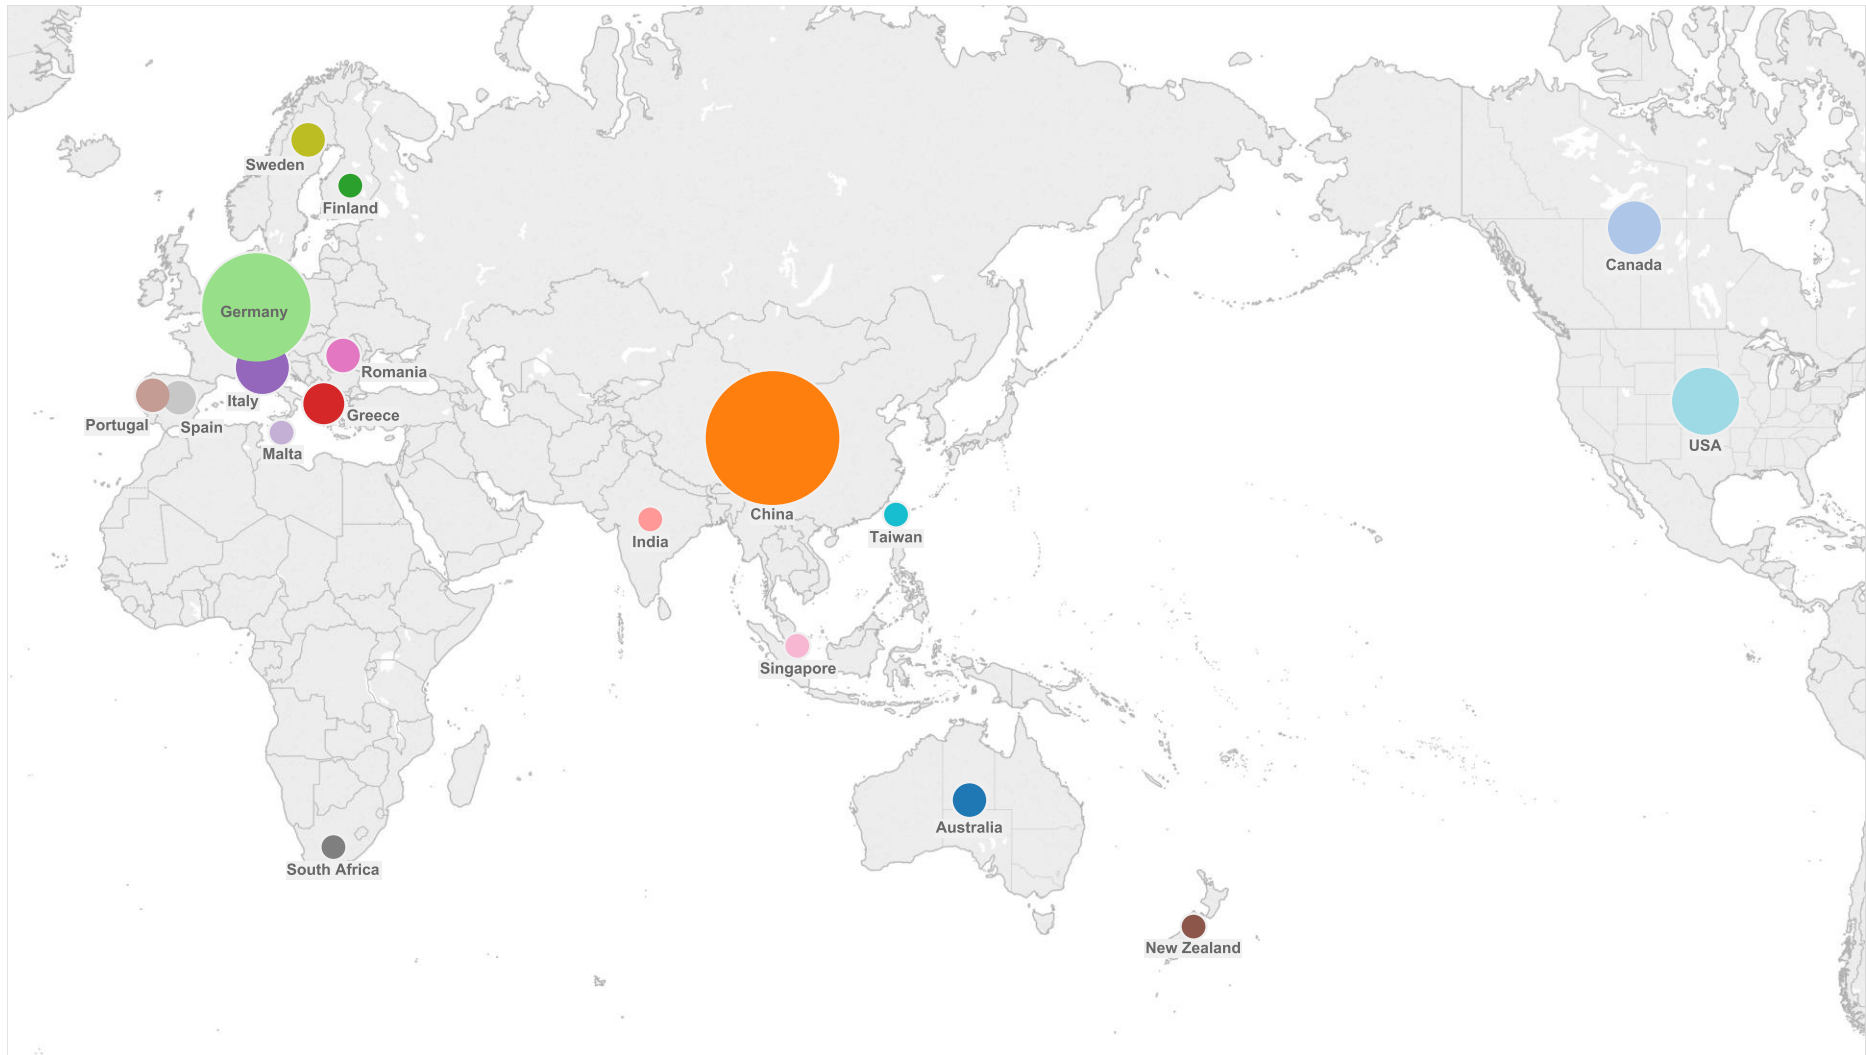 Sweden
Finland
Canada
Germany
Romania
Italy
Greece
Portugal
Spain
USA
Malta
China
Taiwan
India
Singapore
Australia
South Africa
New Zealand